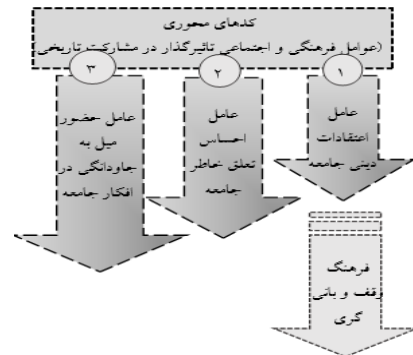 کدهای محوری
(عوامل فرهنگی و اجتماعی تاثیرگذار در مشارکت تاریخی)
۱
عامل
اعتقادات
دینی جامعه
۲
عامل
احساس
تعلق خاطر
جامعه
۳
عامل حضور
میل به
جاودانگی در
افکار جامعه
فرهنگ
وقف و بانی
گری